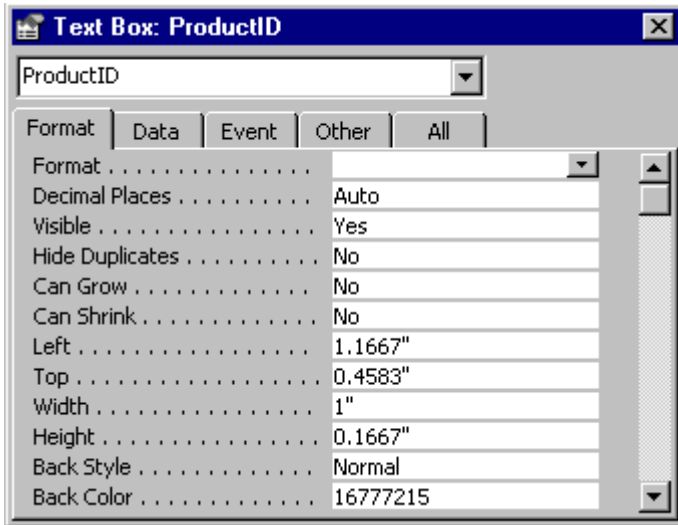 Text Box: ProductID
ProductID
Format Data Event Other All
Format . . . . . . . . . . . . . . .
Decimal Places . . . . . . . . . . Auto
Visible . . . . . . . . . . . . . . . . Yes
Hide Duplicates . . . . . . . . . . No
Can Grow . . . . . . . . . . . . . No
Can Shrink . . . . . . . . . . . . . No
Left . . . . . . . . . . . . . . . . . 1.1667"
Top . . . . . . . . . . . . . . . . . . 0.4583"
Width . . . . . . . . . . . . . . . . 1"
Height . . . . . . . . . . . . . . . . 0.1667"
Back Style . . . . . . . . . . . . . Normal
Back Color . . . . . . . . . . . . . 16777215